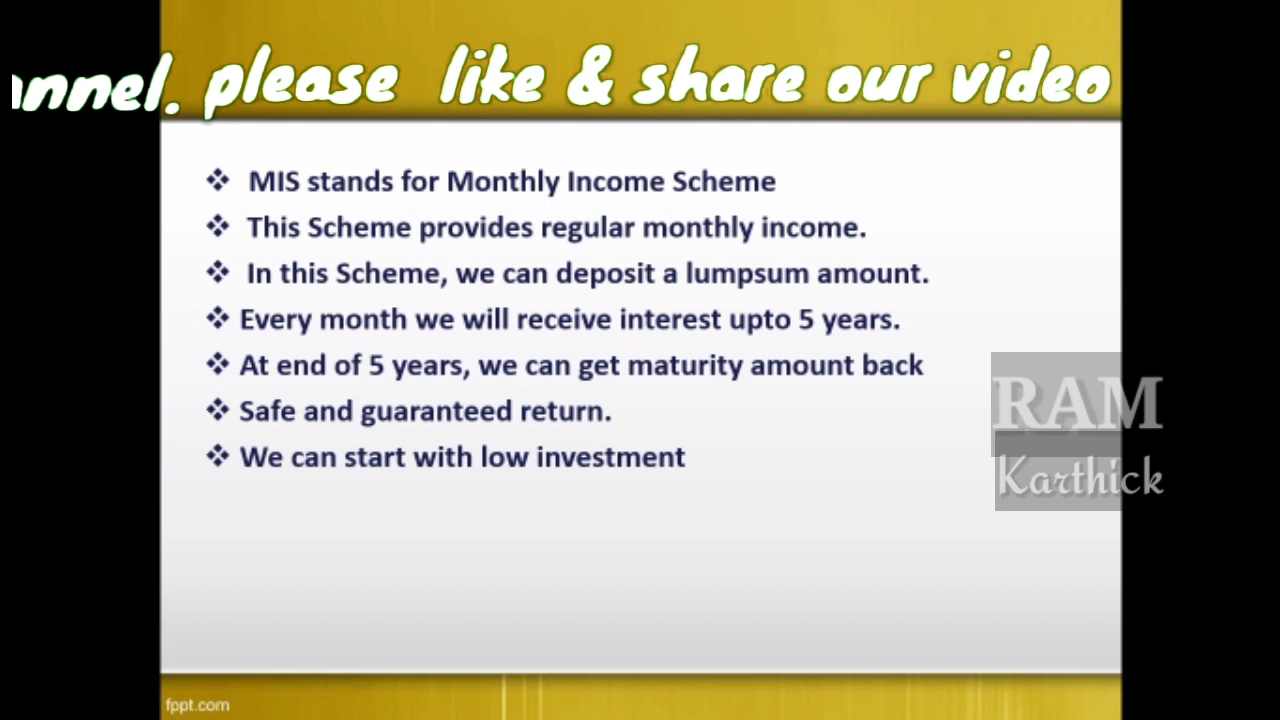 please like & share our video
❖ MIS stands for Monthly Income Scheme
❖ This Scheme provides regular monthly income.
❖ In this Scheme, we can deposit a lumpsum amount.
❖ Every month we will receive interest upto 5 years.
❖ At end of 5 years, we can get maturity amount back
❖ Safe and guaranteed return.
❖ We can start with low investment
RAM
Karthick
fppt.com